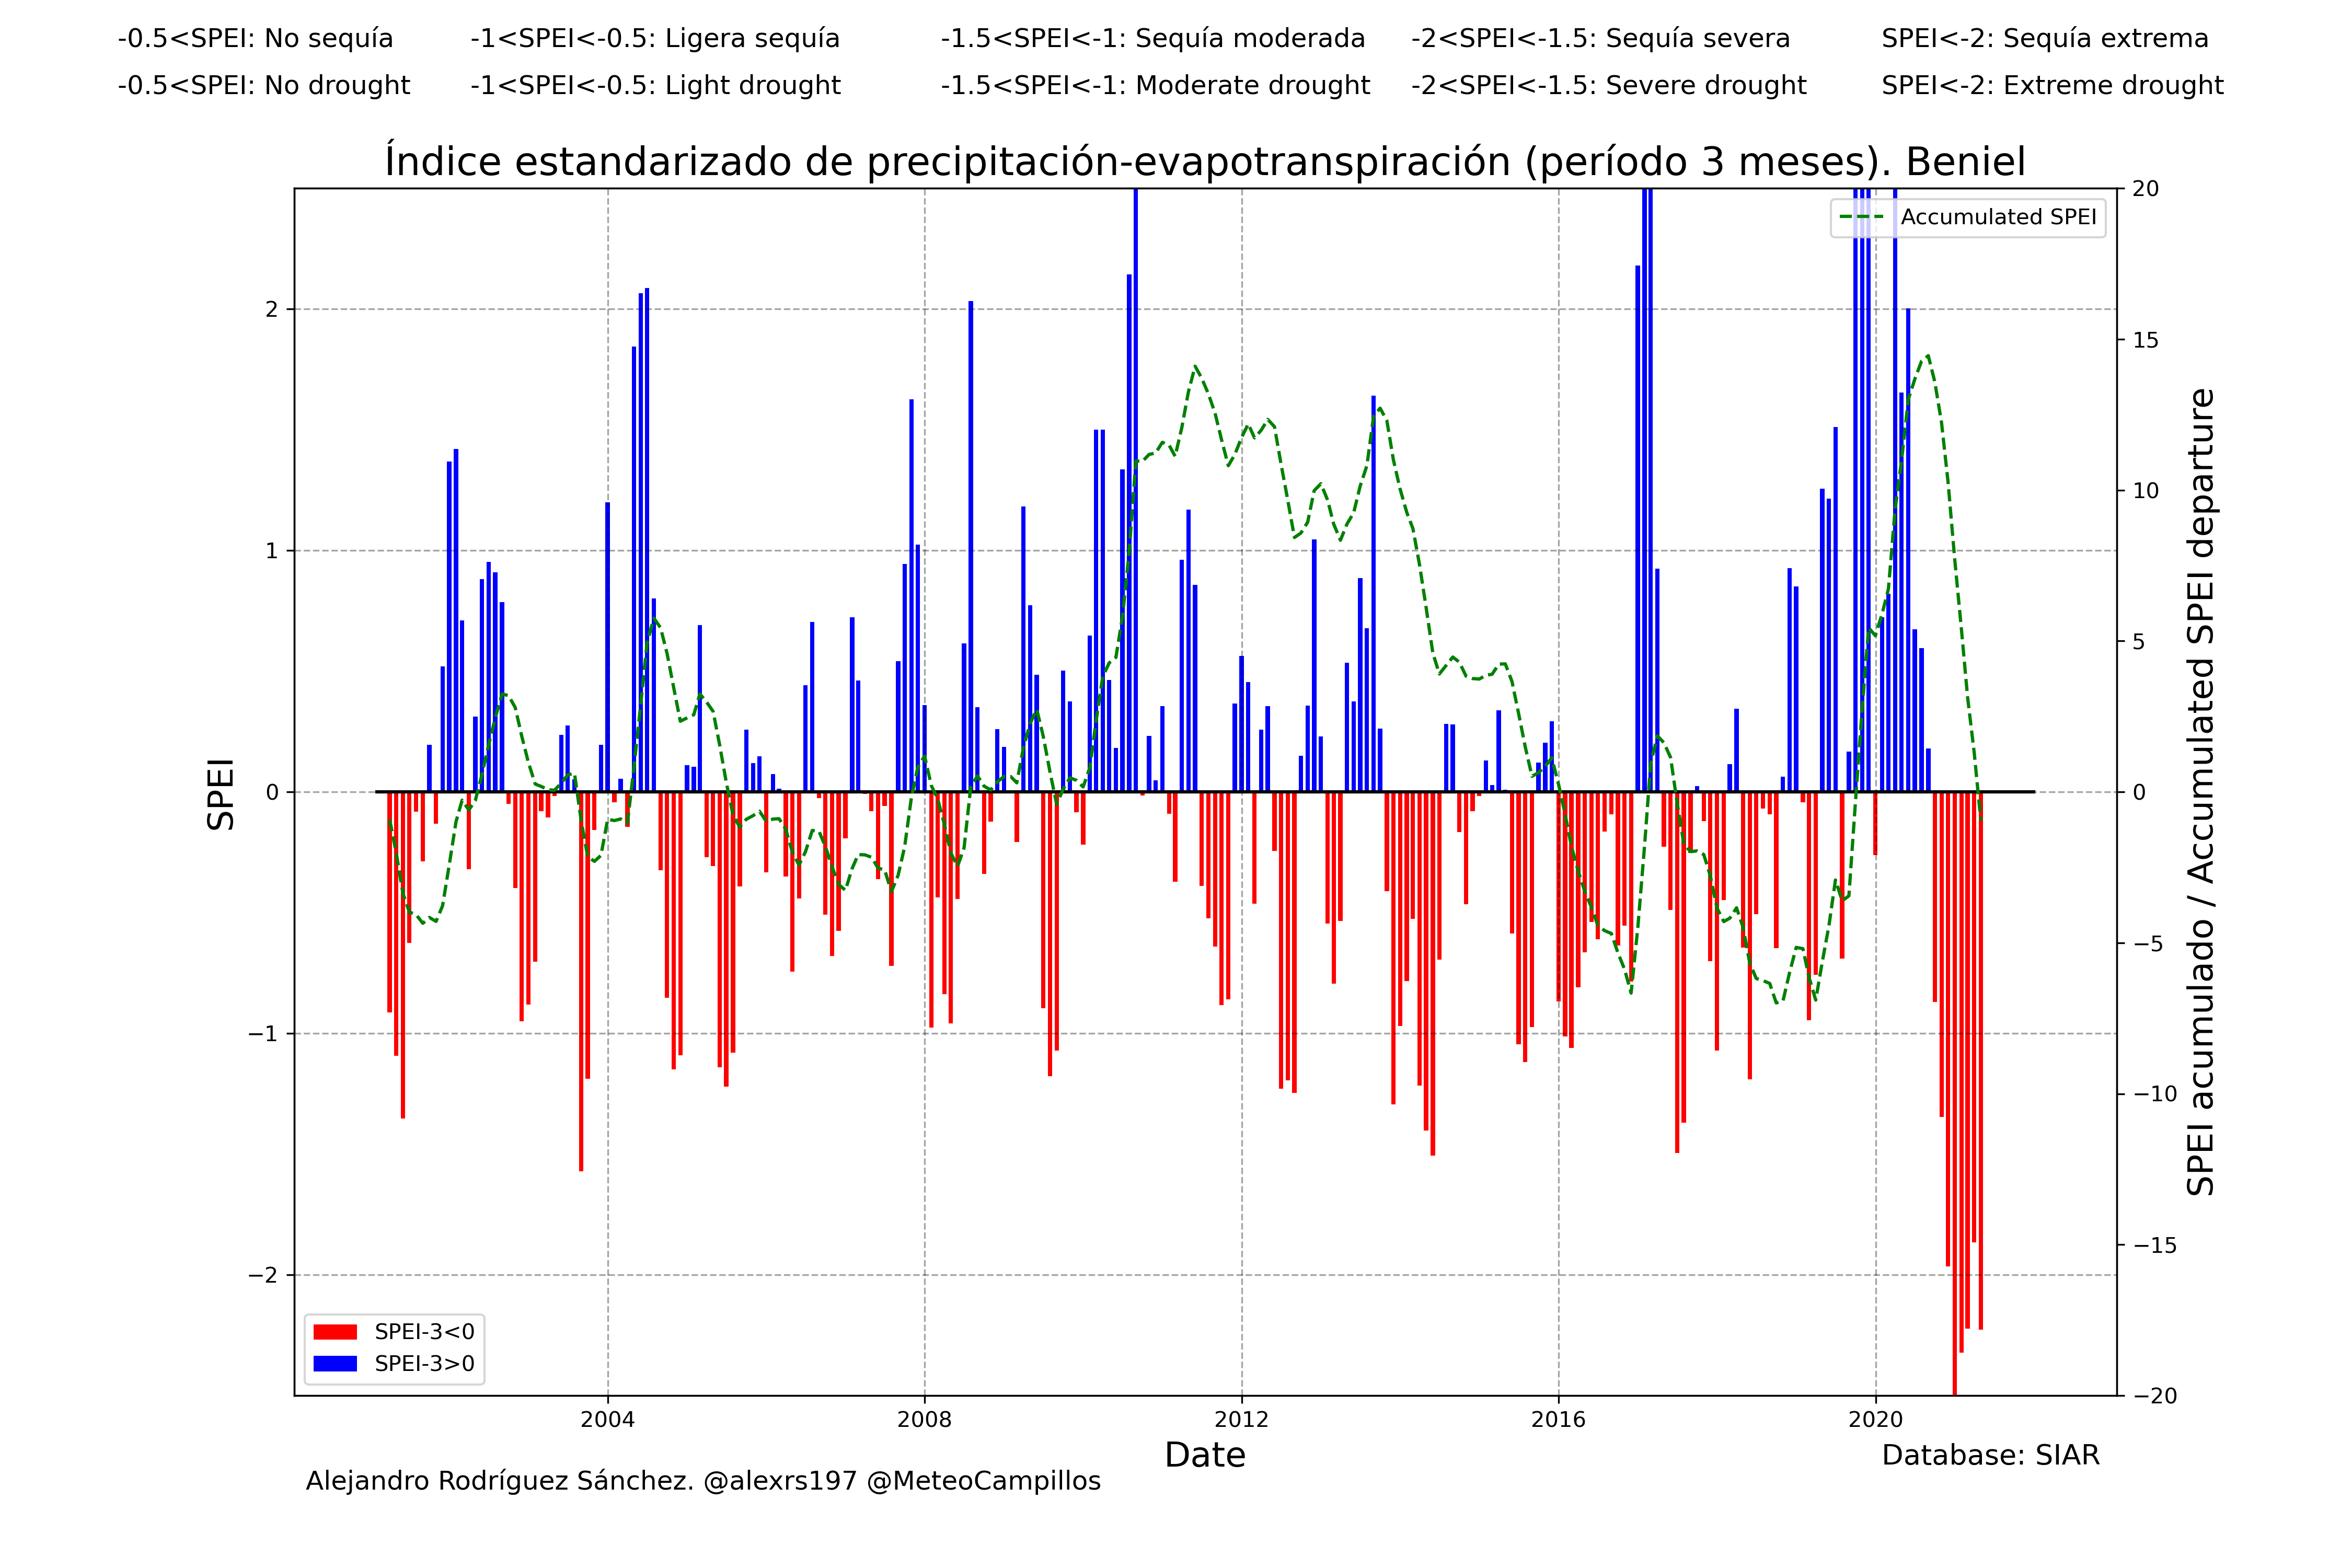 -0.5<SPEI: No sequía -1<SPEI<-0.5: Ligera sequía -1.5<SPEI<-1: Sequía moderada -2<SPEI<-1.5: Sequía severa SPEI<-2: Sequía extrema
-0.5<SPEI: No drought -1<SPEI<-0.5: Light drought -1.5<SPEI<-1: Moderate drought -2<SPEI<-1.5: Severe drought SPEI<-2: Extreme drought
Índice estandarizado de precipitación-evapotranspiración (período 3 meses). Beniel
Accumulated SPEI
SPEI
2
1
0
−1
−2
20
15
10
5
0
−5
−10
−15
−20
SPEI acumulado / Accumulated SPEI departure
SPEI-3<0
SPEI-3>0
2004 2008 2012 2016 2020
Date
Database: SIAR
Alejandro Rodríguez Sánchez. @alexrs197 @MeteoCampillos